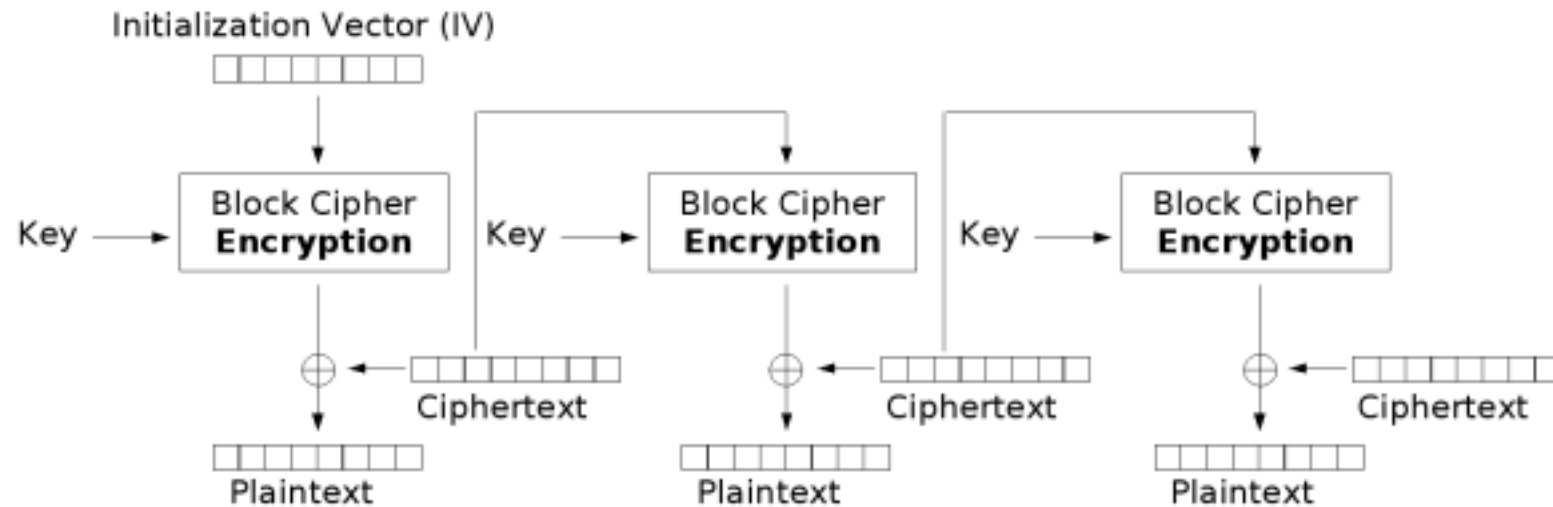 Initialization Vector (IV)
Key
Block Cipher
Encryption
Key
Block Cipher
Encryption
Key
Block Cipher
Encryption
Ciphertext
Ciphertext
Ciphertext
Plaintext
Plaintext
Plaintext